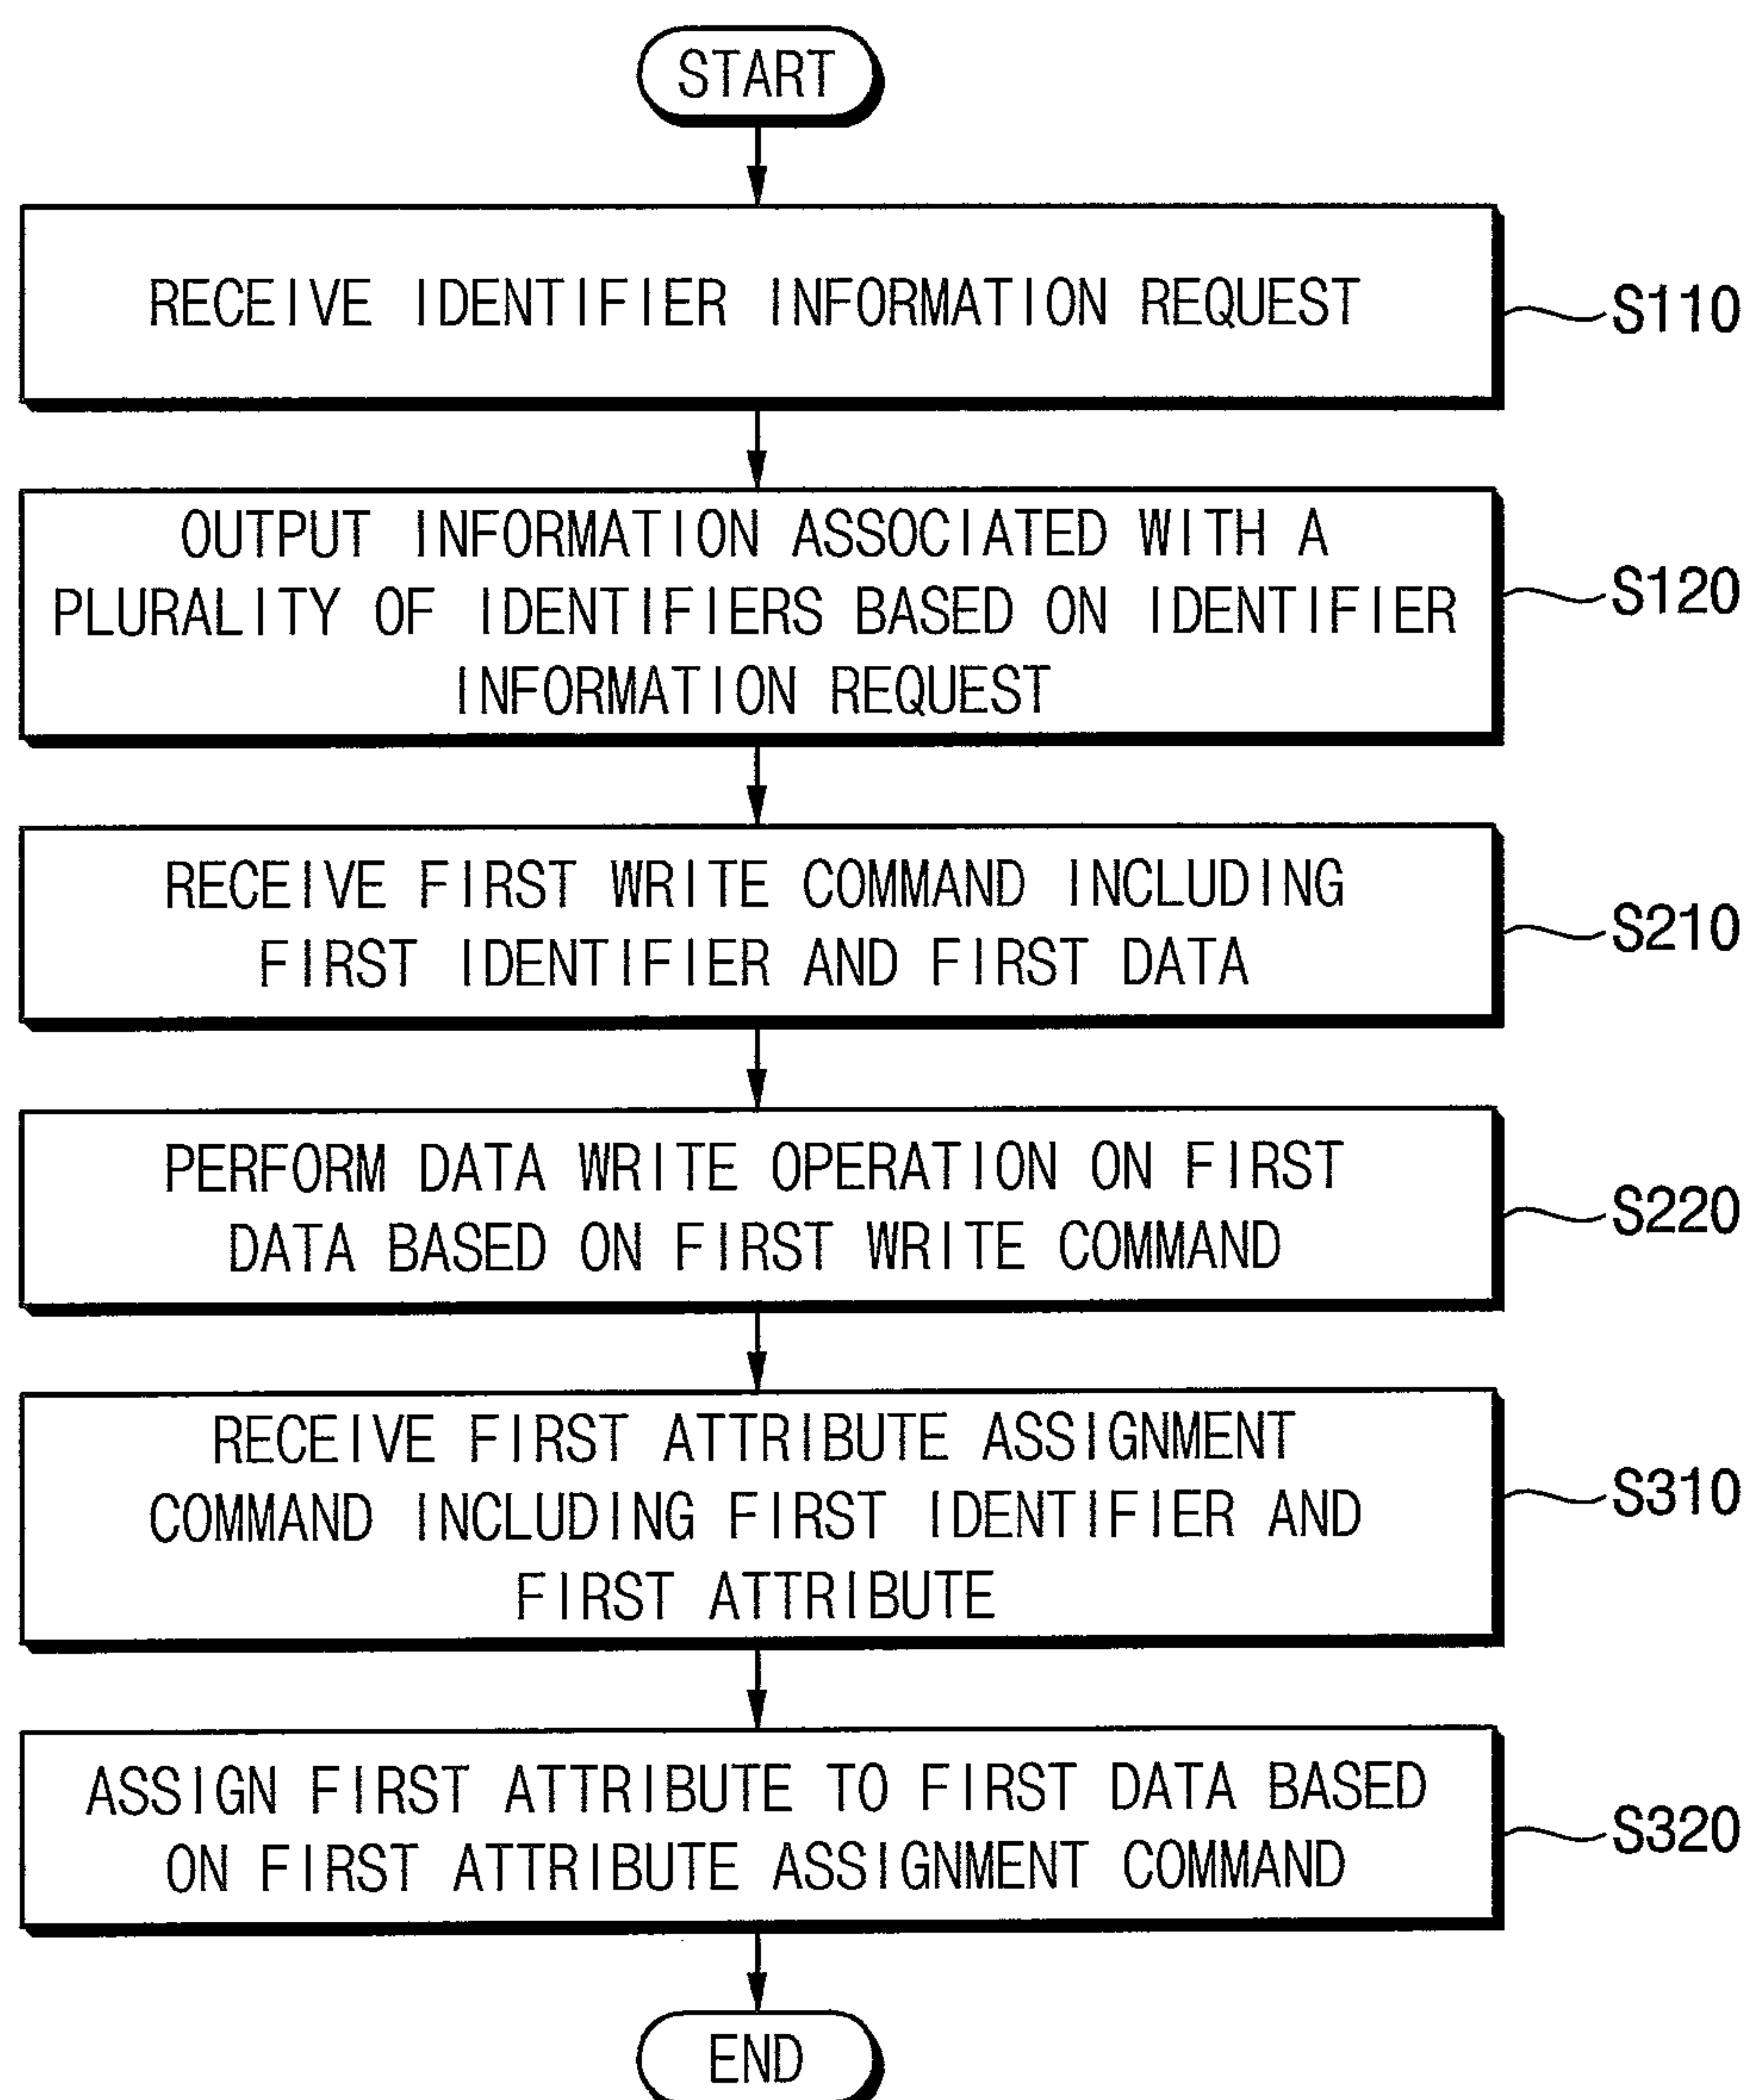 START
RECEIVE IDENTIFIER INFORMATION REQUEST
S110
OUTPUT INFORMATION ASSOCIATED WITH A
PLURALITY OF IDENTIFIERS BASED ON IDENTIFIER
INFORMATION REQUEST
S120
RECEIVE FIRST WRITE COMMAND INCLUDING
FIRST IDENTIFIER AND FIRST DATA
S210
PERFORM DATA WRITE OPERATION ON FIRST
DATA BASED ON FIRST WRITE COMMAND
S220
RECEIVE FIRST ATTRIBUTE ASSIGNMENT
COMMAND INCLUDING FIRST IDENTIFIER AND
FIRST ATTRIBUTE
S310
ASSIGN FIRST ATTRIBUTE TO FIRST DATA BASED
ON FIRST ATTRIBUTE ASSIGNMENT COMMAND
S320
END